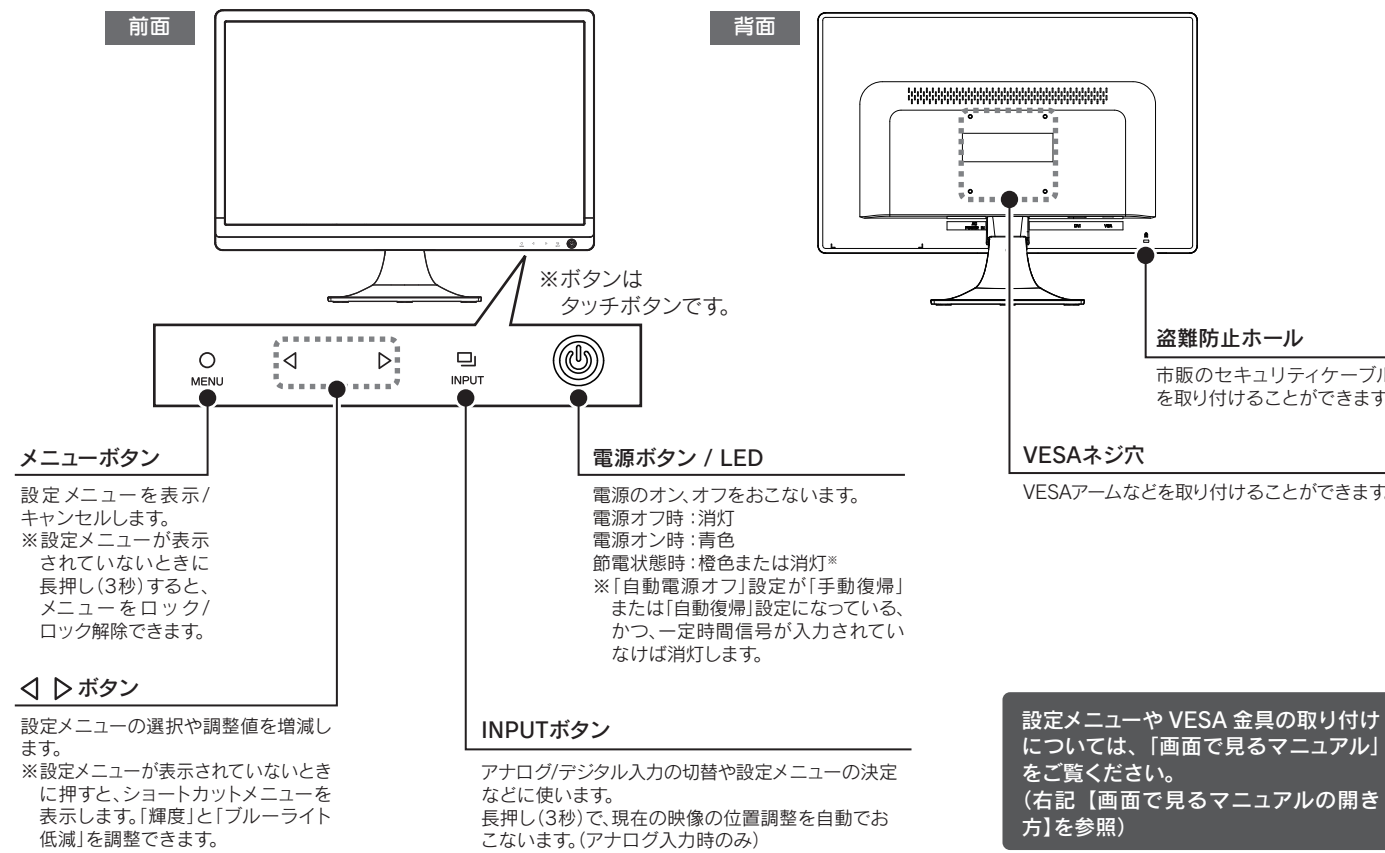 前面
※ボタンは
タッチボタンです。
MENU
INPUT
メニューボタン
設定メニューを表示/
キャンセルします。
※設定メニューが表示
されていないときに
長押し(3秒)すると、
メニューをロック/
ロック解除できます。
◁ ▷ボタン
設定メニューの選択や調整値を増減し
ます。
※設定メニューが表示されていないとき
に押すと、ショートカットメニューを
表示します。「輝度」と「ブルーライト
低減」を調整できます。
INPUTボタン
アナログ/デジタル入力の切替や設定メニューの決定
などに使います。
長押し(3秒)で、現在の映像の位置調整を自動でお
こないます。(アナログ入力時のみ)
電源ボタン / LED
電源のオン、オフをおこないます。
電源オフ時：消灯
電源オン時：青色
節電状態時：橙色または消灯※
※「自動電源オフ」設定が「手動復帰」
または「自動復帰」設定になっている、
かつ、一定時間信号が入力されてい
なければ消灯します。
背面
DVI
VGA
盗難防止ホール
市販のセキュリティケーブル
を取り付けることができます
VESAネジ穴
VESAアームなどを取り付けることができます
設定メニューや VESA 金具の取り付け
については、「画面で見るマニュアル」
をご覧ください。
(右記【画面で見るマニュアルの開き
方】を参照)